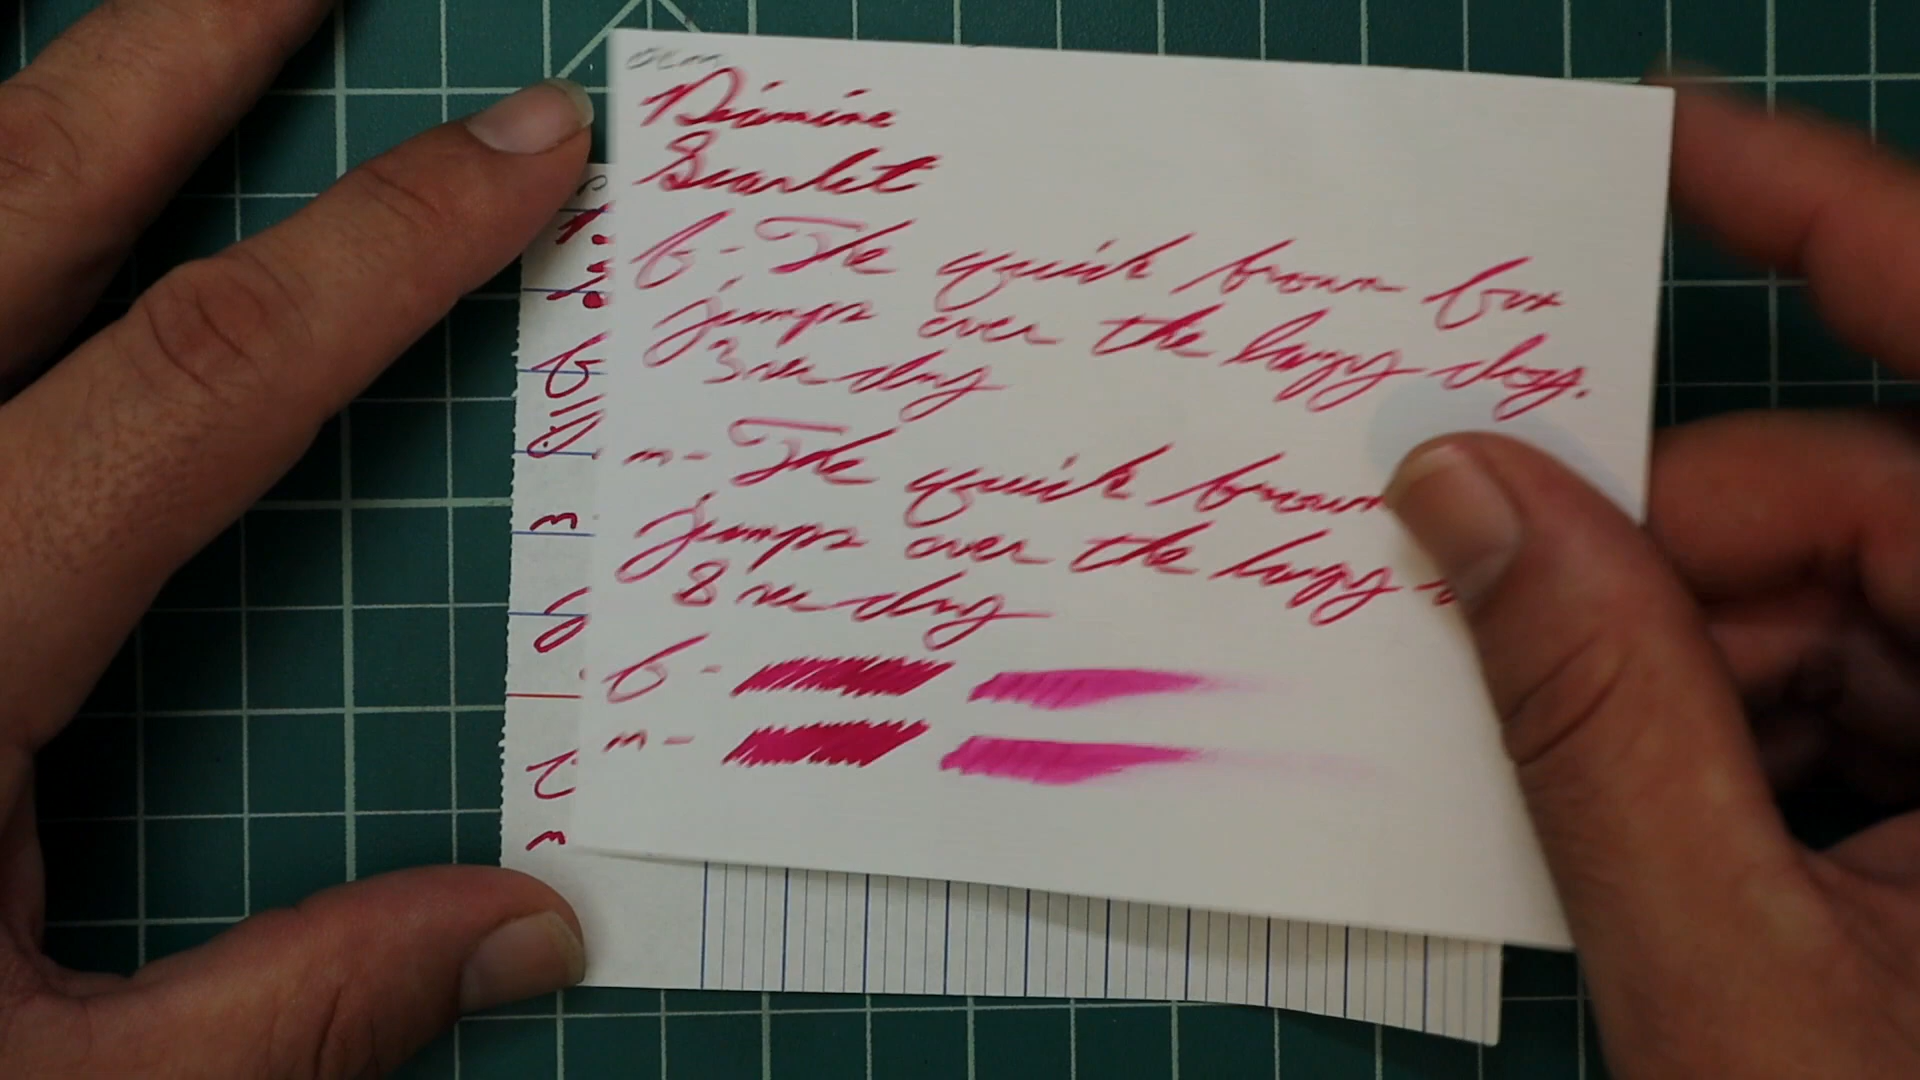 Diamine
Scarlet
f - The quick brown fox
jumps over the lazy dog.
3 sec dry
m - The quick brown
jumps over the lazy
8 sec dry
f -
m -